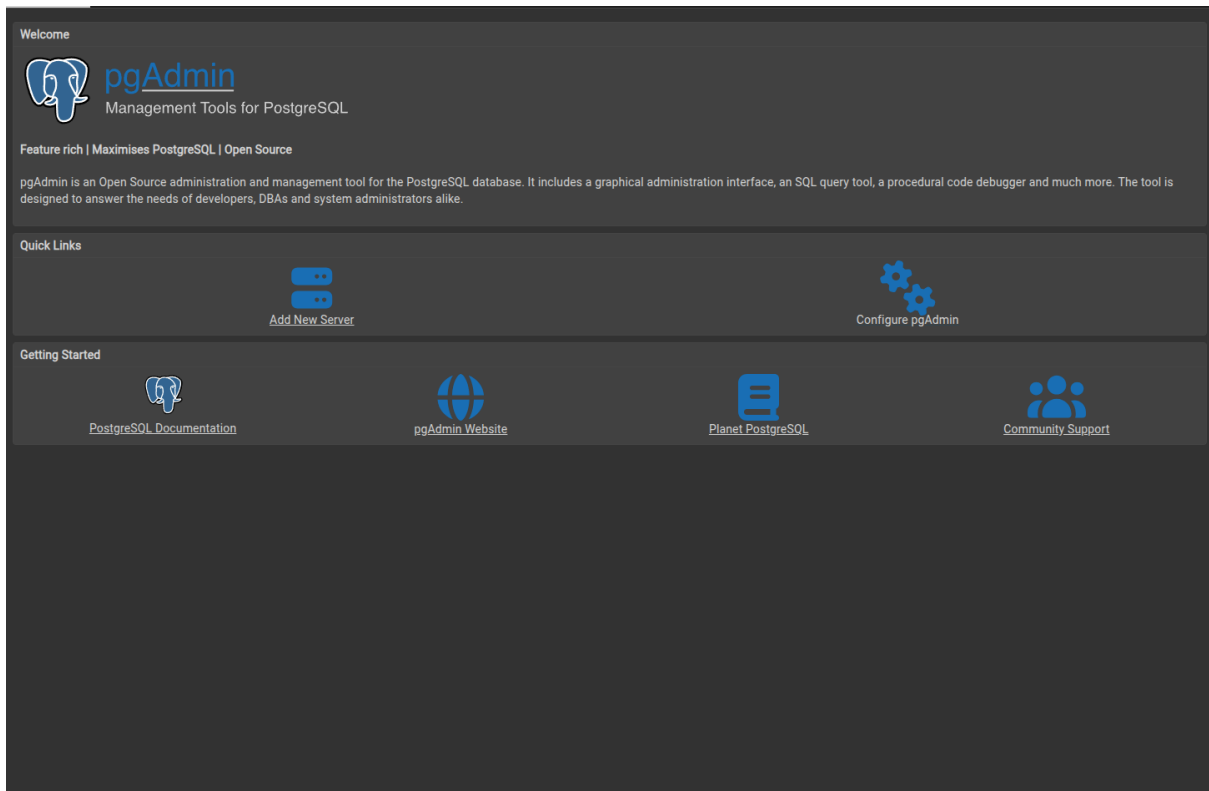 Welcome
pgAdmin
Management Tools for PostgreSQL
Feature rich | Maximises PostgreSQL | Open Source
pgAdmin is an Open Source administration and management tool for the PostgreSQL database. It includes a graphical administration interface, an SQL query tool, a procedural code debugger and much more. The tool is
designed to answer the needs of developers, DBAs and system administrators alike.
Quick Links
Add New Server
Configure pgAdmin
Getting Started
PostgreSQL Documentation
pgAdmin Website
Planet PostgreSQL
Community Support